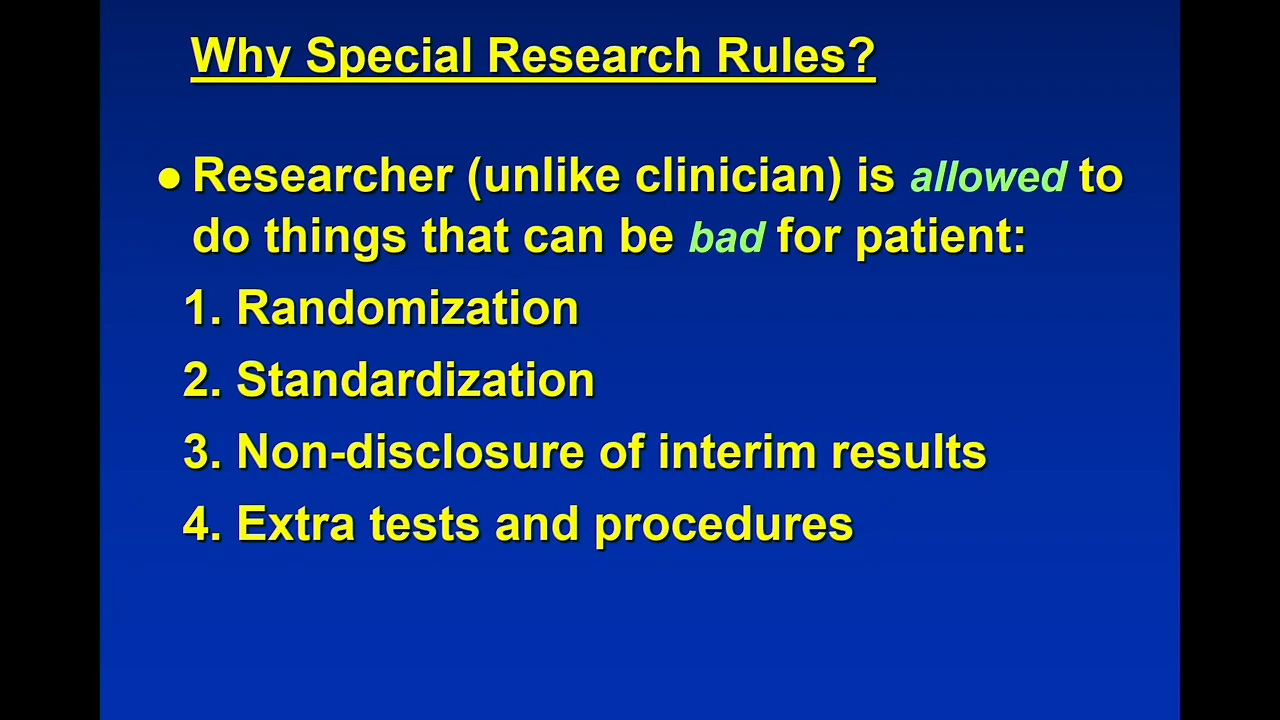 Why Special Research Rules?
● Researcher (unlike clinician) is allowed to
do things that can be bad for patient:
1. Randomization
2. Standardization
3. Non-disclosure of interim results
4. Extra tests and procedures